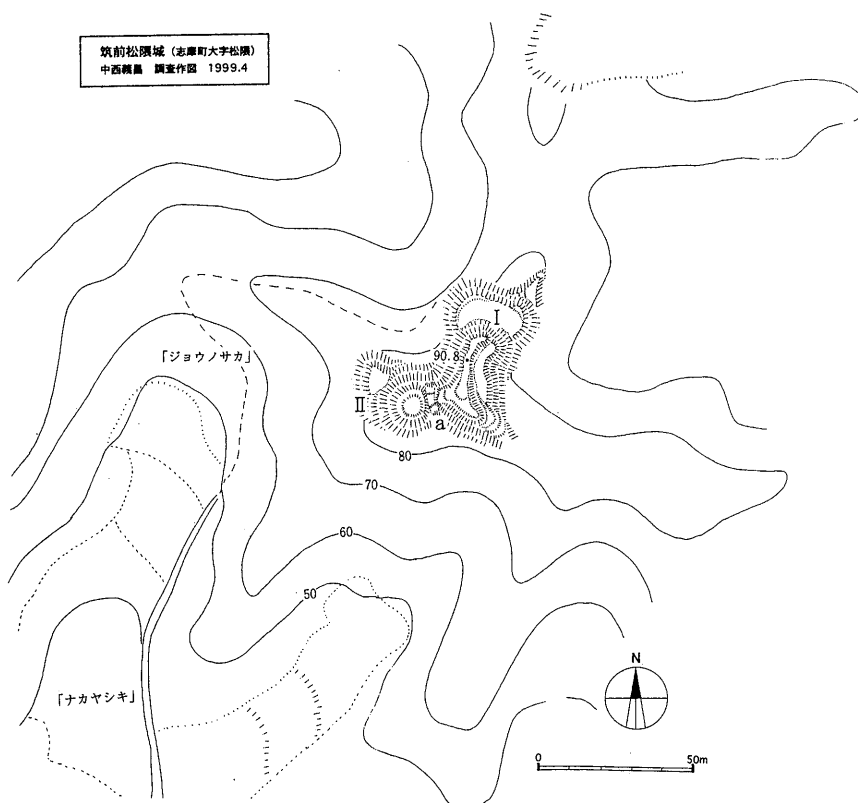 筑前松隈城（志摩町大字松隈）
中西義昌　調査作図　1999.4
I
「ジョウノサカ」
90.8
II
a
80
70
60
50
N
「ナカヤシキ」
0 50m